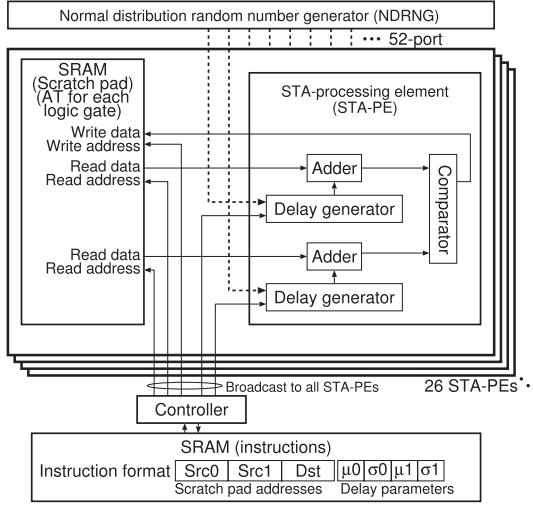 Normal distribution random number generator (NDRNG)
••• 52-port
SRAM
(Scratch pad)
(AT for each
logic gate)
STA-processing element
(STA-PE)
Write data
Write address
Read data
Read address
Adder
Delay generator
Comparator
Read data
Read address
Adder
Delay generator
26 STA-PEs
Broadcast to all STA-PEs
Controller
SRAM (instructions)
Instruction format Src0 Src1 Dst μ0 σ0 μ1 σ1
Scratch pad addresses Delay parameters